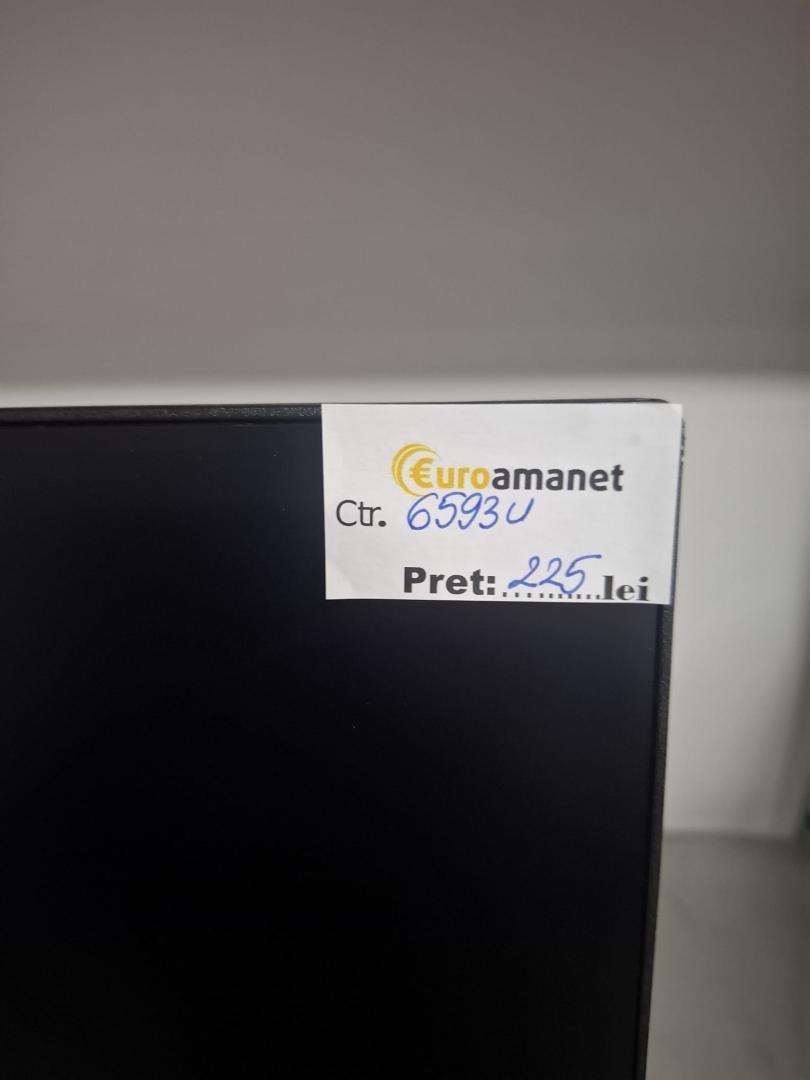 €uroamanet
Ctr. 6593U
Pret: 225 lei